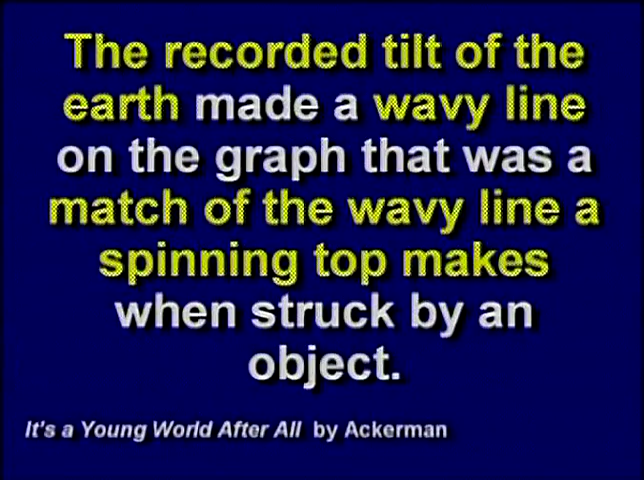 The recorded tilt of the
earth made a wavy line
on the graph that was a
match of the wavy line a
spinning top makes
when struck by an
object.
It's a Young World After All by Ackerman